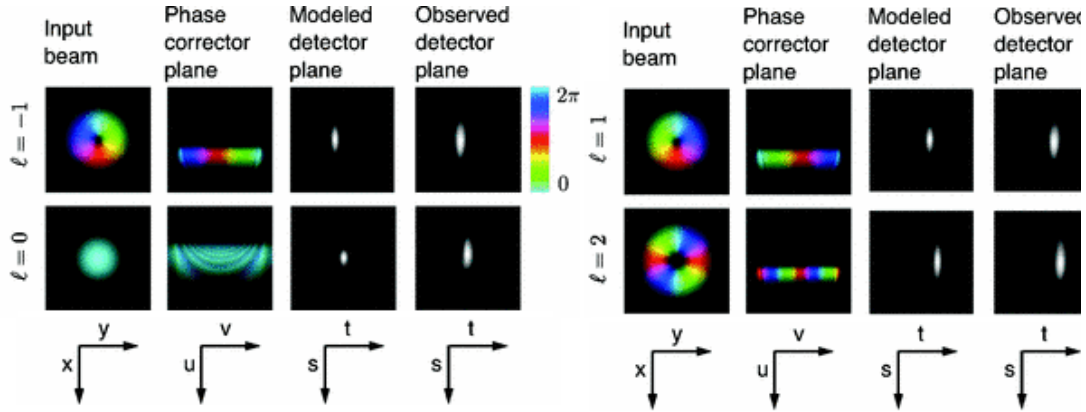 Input beam
Phase corrector plane
Modeled detector plane
Observed detector plane
ℓ = −1
2π
0
ℓ=0
y
x
v
u
t
s
t
s
Input beam
Phase corrector plane
Modeled detector plane
Observed detector plane
ℓ = 1
ℓ = 2
y
x
v
u
t
s
t
s